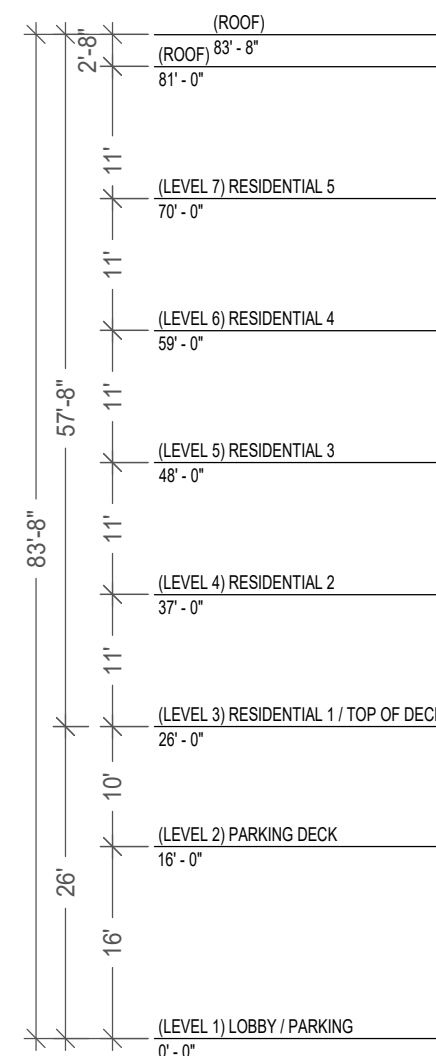 (ROOF)
83' - 8"
(ROOF)
81' - 0"
(LEVEL 7) RESIDENTIAL 5
70' - 0"
(LEVEL 6) RESIDENTIAL 4
59' - 0"
(LEVEL 5) RESIDENTIAL 3
48' - 0"
(LEVEL 4) RESIDENTIAL 2
37' - 0"
(LEVEL 3) RESIDENTIAL 1 / TOP OF DEC
26' - 0"
(LEVEL 2) PARKING DECK
16' - 0"
(LEVEL 1) LOBBY / PARKING
0' - 0"
83'-8"
57'-8"
26'
2'-8"
11'
11'
11'
11'
11'
10'
16'